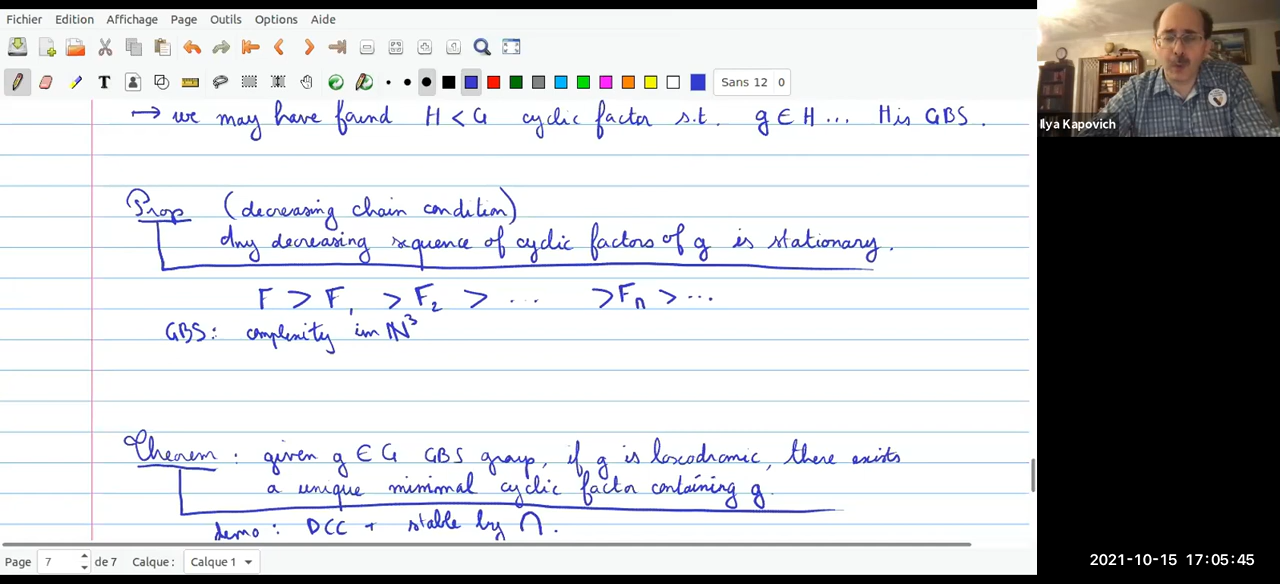 Fichier Edition Affichage Page Outils Options Aide
T Sans 12 0
→ we may have found H < G cyclic factor s.t. g ∈ H ... H is GBS.
Ilya Kapovich
Prop (decreasing chain condition)
Any decreasing sequence of cyclic factors of g is stationary.
F > F₁ > F₂ > ... > Fₙ > ...
GBS: complexity in ℕ³
Theorem : given g ∈ G GBS group, if g is loxodromic, there exists
a unique minimal cyclic factor containing g.
demo : DCC + stable by ∩.
Page 7 de 7 Calque : Calque 1
2021-10-15 17:05:45